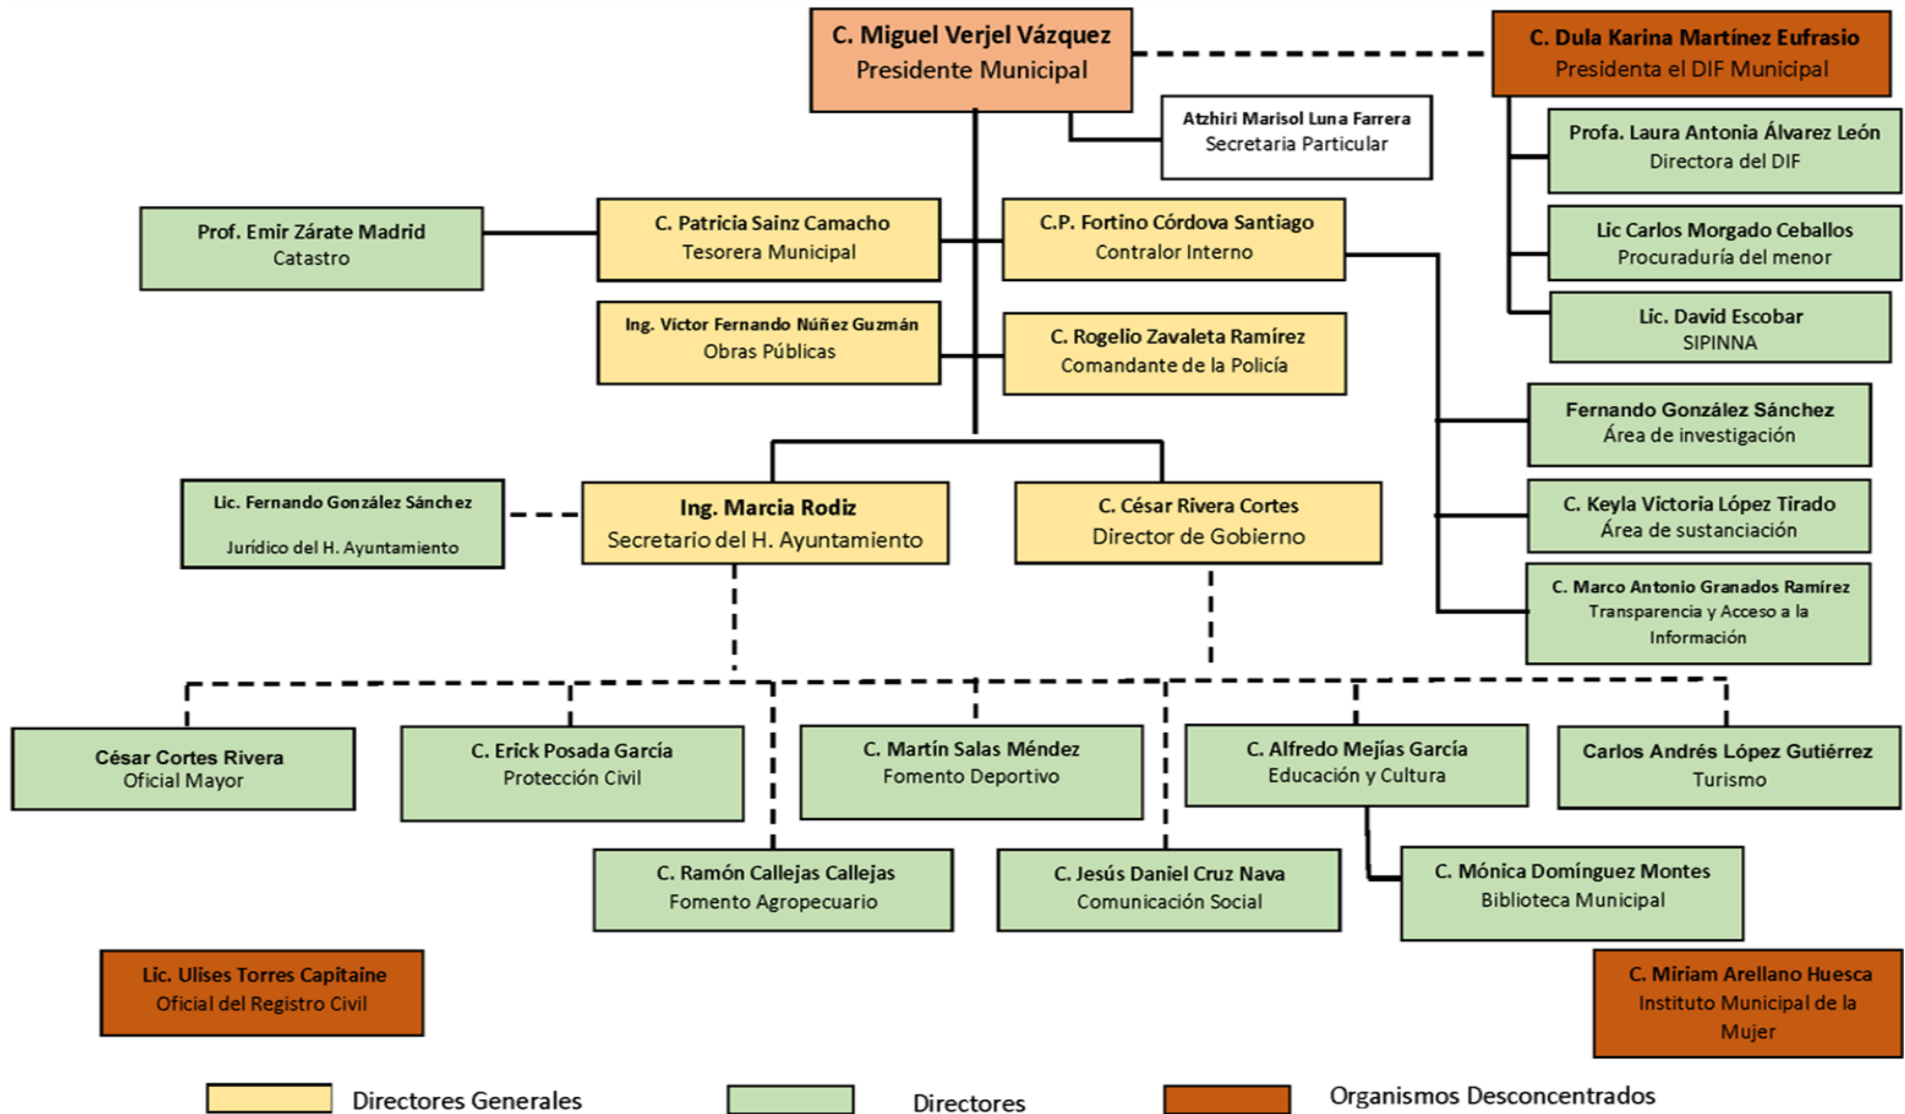 C. Miguel Verjel Vázquez
Presidente Municipal
C. Dula Karina Martínez Eufrasio
Presidenta el DIF Municipal
Atzhiri Marisol Luna Farrera
Secretaria Particular
Profa. Laura Antonia Álvarez León
Directora del DIF
Prof. Emir Zárate Madrid
Catastro
C. Patricia Sainz Camacho
Tesorera Municipal
C.P. Fortino Córdova Santiago
Contralor Interno
Lic Carlos Morgado Ceballos
Procuraduría del menor
Ing. Víctor Fernando Núñez Guzmán
Obras Públicas
C. Rogelio Zavaleta Ramírez
Comandante de la Policía
Lic. David Escobar
SIPINNA
Fernando González Sánchez
Área de investigación
Lic. Fernando González Sánchez
Jurídico del H. Ayuntamiento
Ing. Marcia Rodiz
Secretario del H. Ayuntamiento
C. César Rivera Cortes
Director de Gobierno
C. Keyla Victoria López Tirado
Área de sustanciación
C. Marco Antonio Granados Ramírez
Transparencia y Acceso a la
Información
César Cortes Rivera
Oficial Mayor
C. Erick Posada García
Protección Civil
C. Martín Salas Méndez
Fomento Deportivo
C. Alfredo Mejías García
Educación y Cultura
Carlos Andrés López Gutiérrez
Turismo
C. Ramón Callejas Callejas
Fomento Agropecuario
C. Jesús Daniel Cruz Nava
Comunicación Social
C. Mónica Domínguez Montes
Biblioteca Municipal
Lic. Ulises Torres Capitaine
Oficial del Registro Civil
C. Miriam Arellano Huesca
Instituto Municipal de la
Mujer
Directores Generales
Directores
Organismos Desconcentrados